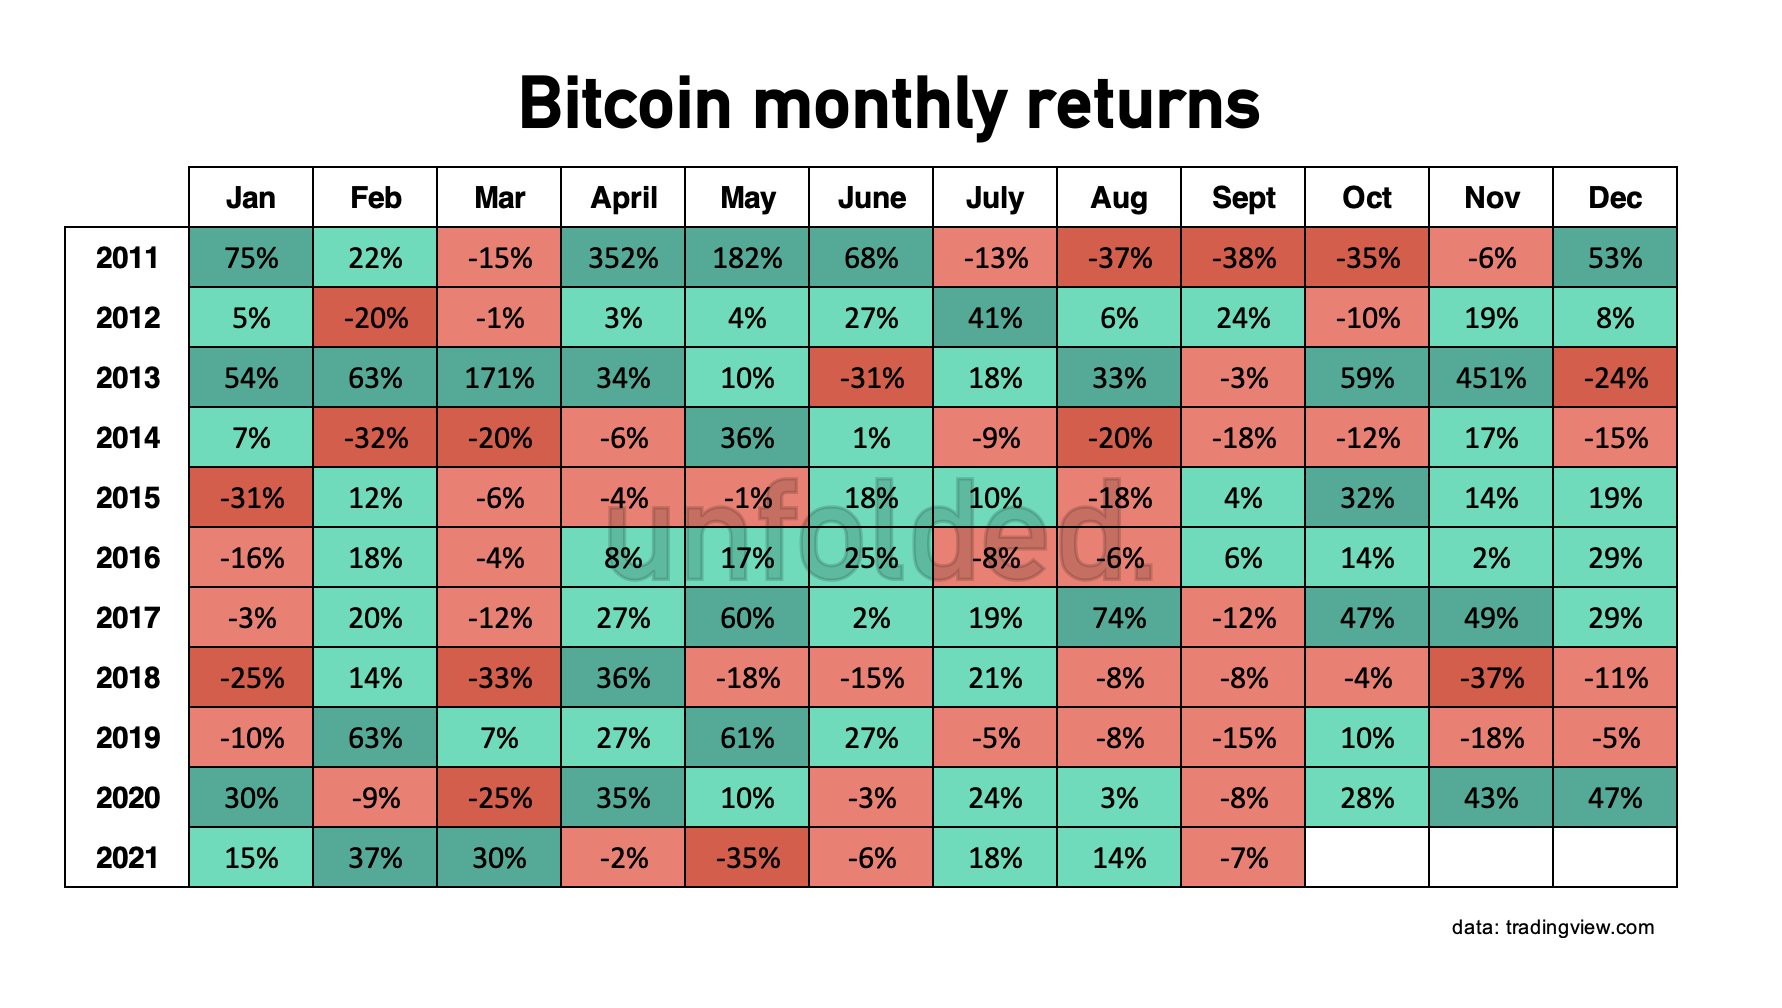 Bitcoin monthly returns
Jan Feb Mar April May June July Aug Sept Oct Nov Dec
2011 75% 22% -15% 352% 182% 68% -13% -37% -38% -35% -6% 53%
2012 5% -20% -1% 3% 4% 27% 41% 6% 24% -10% 19% 8%
2013 54% 63% 171% 34% 10% -31% 18% 33% -3% 59% 451% -24%
2014 7% -32% -20% -6% 36% 1% -9% -20% -18% -12% 17% -15%
2015 -31% 12% -6% -4% -1% 18% 10% -18% 4% 32% 14% 19%
unfolded.
2016 -16% 18% -4% 8% 17% 25% -8% -6% 6% 14% 2% 29%
2017 -3% 20% -12% 27% 60% 2% 19% 74% -12% 47% 49% 29%
2018 -25% 14% -33% 36% -18% -15% 21% -8% -8% -4% -37% -11%
2019 -10% 63% 7% 27% 61% 27% -5% -8% -15% 10% -18% -5%
2020 30% -9% -25% 35% 10% -3% 24% 3% -8% 28% 43% 47%
2021 15% 37% 30% -2% -35% -6% 18% 14% -7%
data: tradingview.com